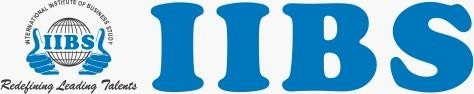 INTERNATIONAL INSTITUTE OF BUSINESS STUDY
IIBS
Redefining Leading Talents
IIBS